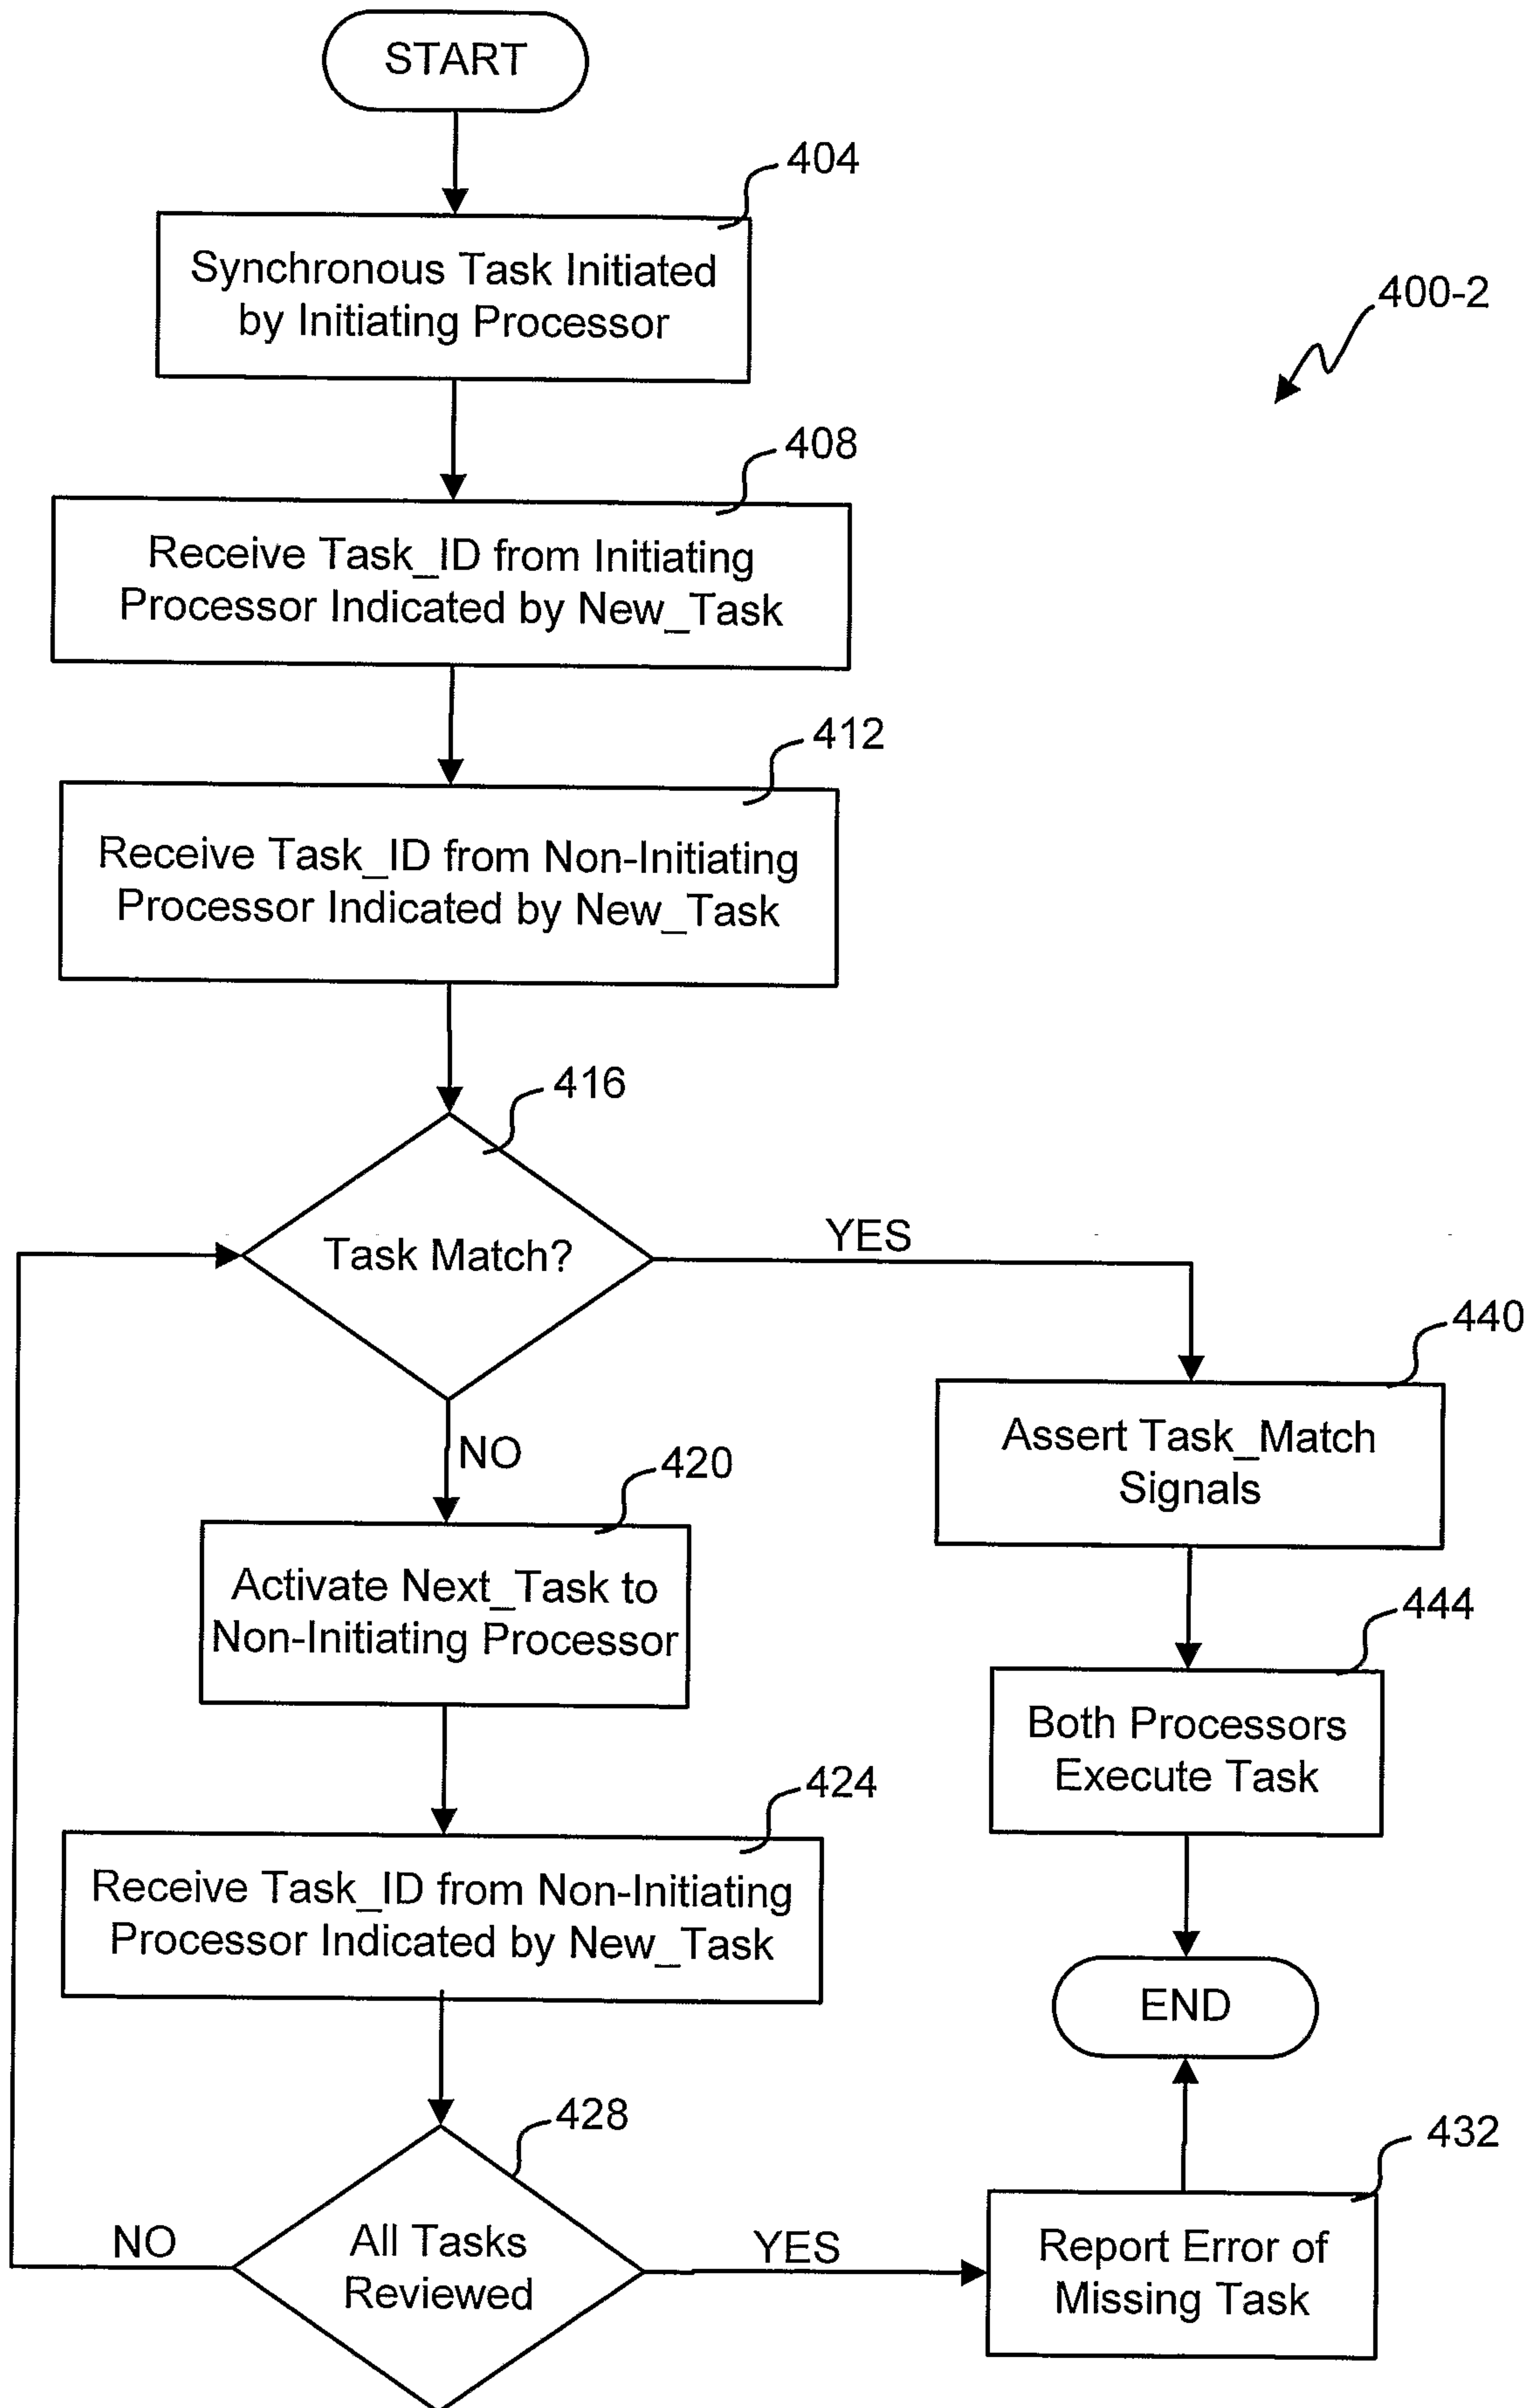 START
404
Synchronous Task Initiated
by Initiating Processor
400-2
408
Receive Task_ID from Initiating
Processor Indicated by New_Task
412
Receive Task_ID from Non-Initiating
Processor Indicated by New_Task
416
Task Match?
YES
440
Assert Task_Match
Signals
NO
420
Activate Next_Task to
Non-Initiating Processor
444
Both Processors
Execute Task
424
Receive Task_ID from Non-Initiating
Processor Indicated by New_Task
END
428
All Tasks
Reviewed
NO
YES
432
Report Error of
Missing Task